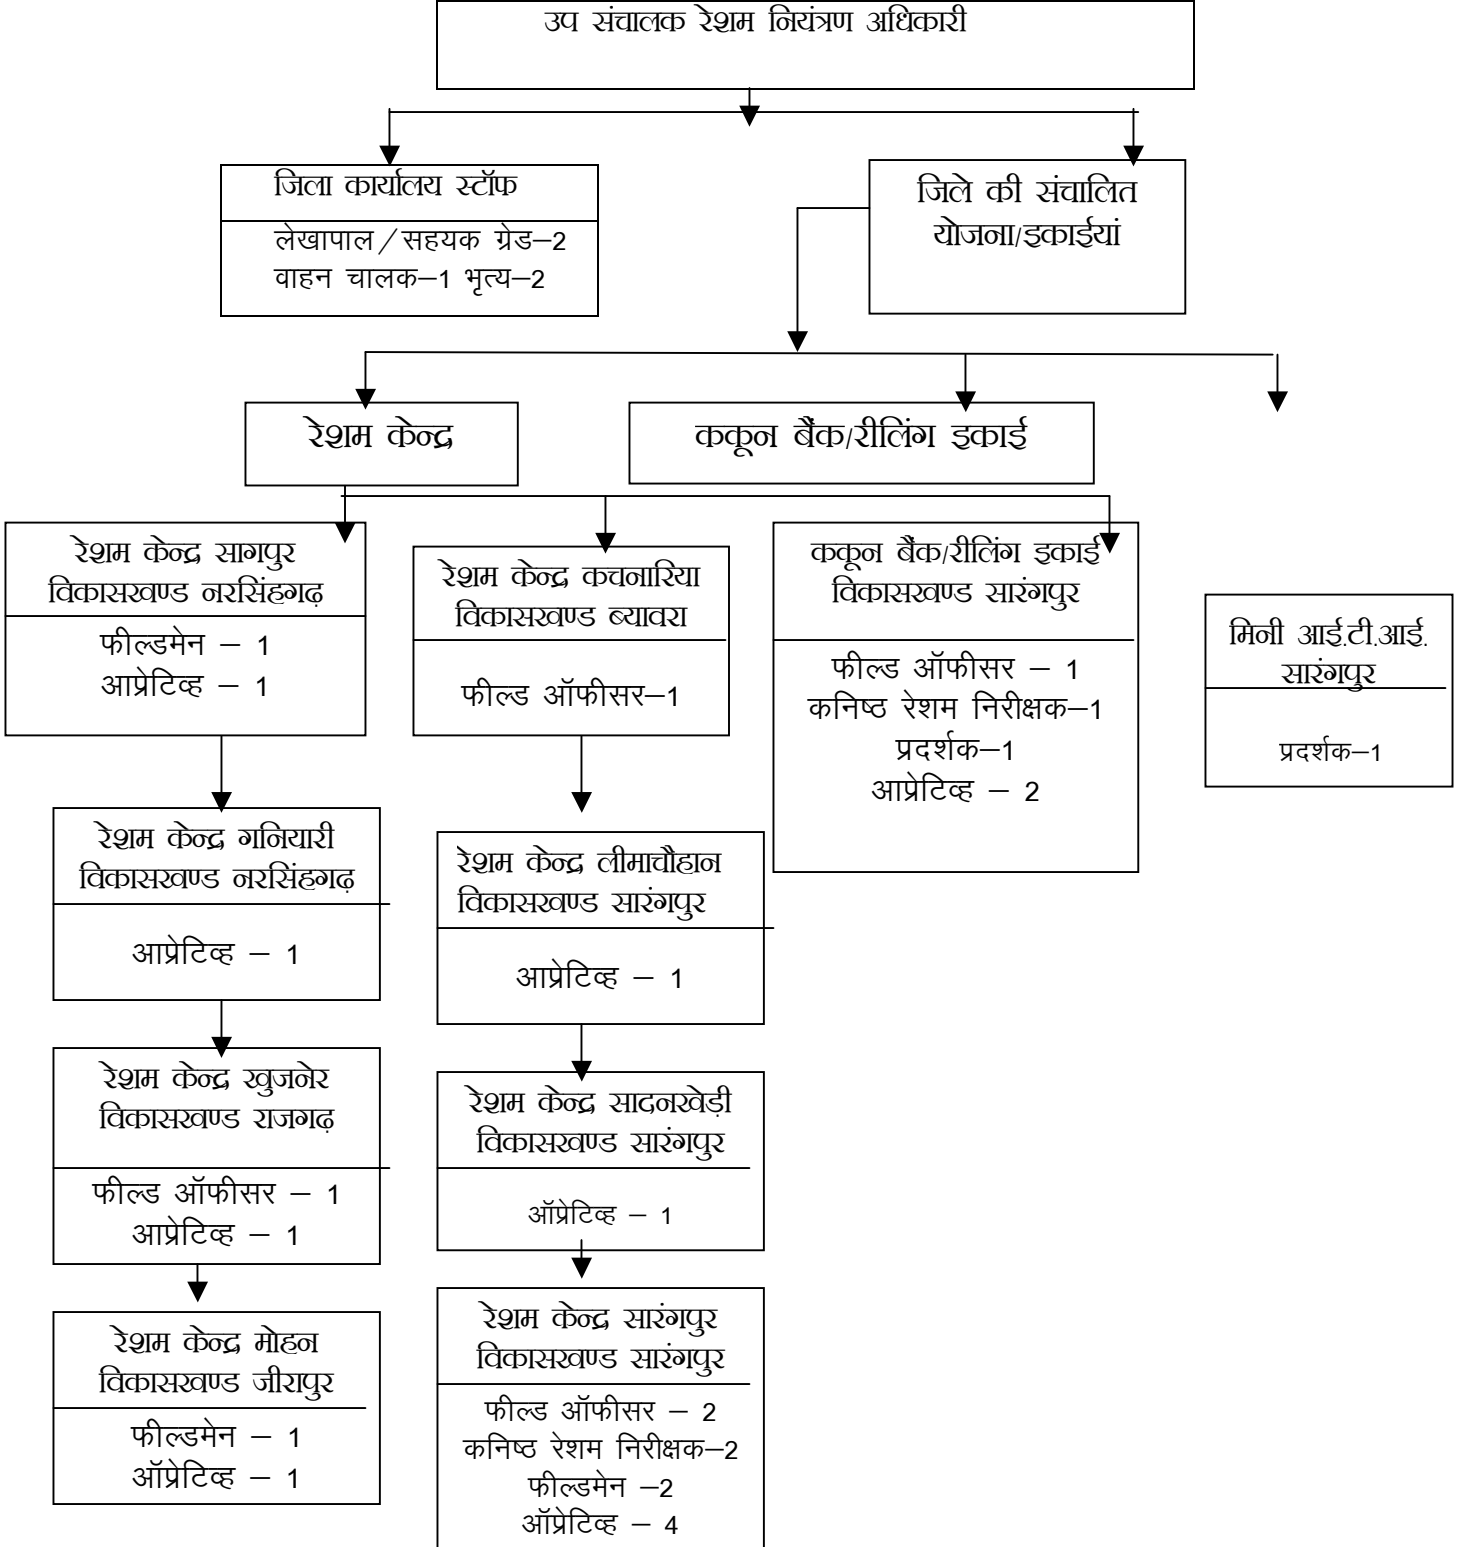 उप संचालक रेशम नियंत्रण अधिकारी
जिला कार्यालय स्टॉफ
लेखापाल/सहयक ग्रेड–2
वाहन चालक–1 भृत्य–2
जिले की संचालित
योजना/इकाईयां
रेशम केन्द्र
ककून बैंक/रीलिंग इकाई
रेशम केन्द्र सागपुर
विकासखण्ड नरसिंहगढ़
फील्डमेन – 1
आप्रेटिव्ह – 1
रेशम केन्द्र कचनारिया
विकासखण्ड ब्यावरा
फील्ड ऑफीसर–1
ककून बैंक/रीलिंग इकाई
विकासखण्ड सारंगपुर
फील्ड ऑफीसर – 1
कनिष्ठ रेशम निरीक्षक–1
प्रदर्शक–1
आप्रेटिव्ह – 2
मिनी आई.टी.आई.
सारंगपुर
प्रदर्शक–1
रेशम केन्द्र गनियारी
विकासखण्ड नरसिंहगढ़
आप्रेटिव्ह – 1
रेशम केन्द्र लीमाचौहान
विकासखण्ड सारंगपुर
आप्रेटिव्ह – 1
रेशम केन्द्र खुजनेर
विकासखण्ड राजगढ़
फील्ड ऑफीसर – 1
आप्रेटिव्ह – 1
रेशम केन्द्र सादनखेड़ी
विकासखण्ड सारंगपुर
ऑप्रेटिव्ह – 1
रेशम केन्द्र मोहन
विकासखण्ड जीरापुर
फील्डमेन – 1
ऑप्रेटिव्ह – 1
रेशम केन्द्र सारंगपुर
विकासखण्ड सारंगपुर
फील्ड ऑफीसर – 2
कनिष्ठ रेशम निरीक्षक–2
फील्डमेन –2
ऑप्रेटिव्ह – 4